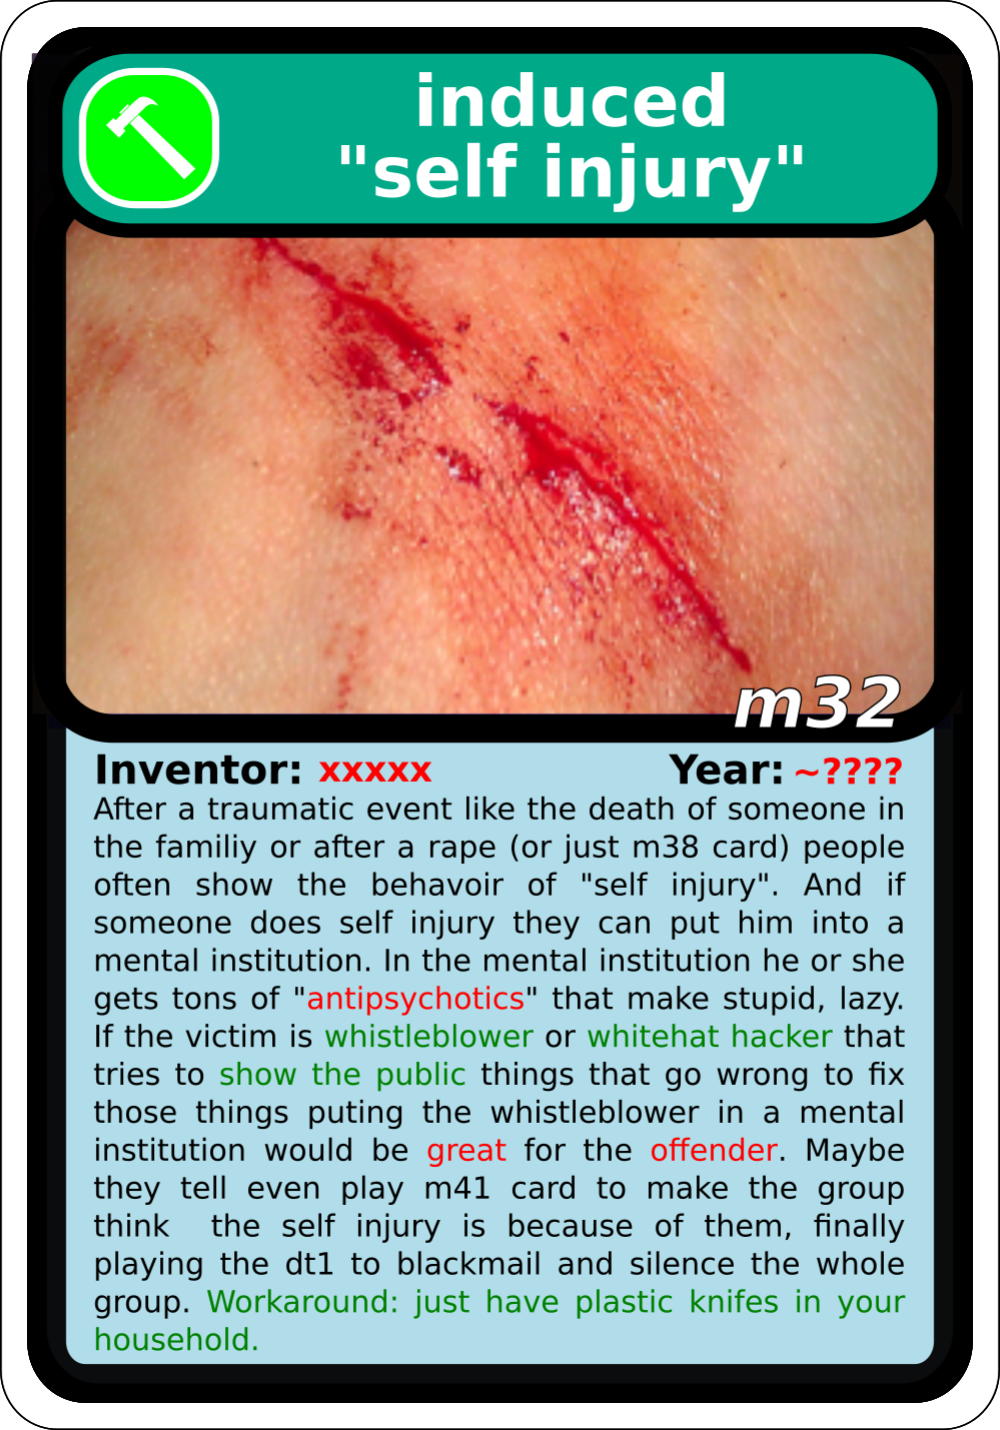 induced
"self injury"
m32
Inventor: xxxxx Year: ~????
After a traumatic event like the death of someone in
the familiy or after a rape (or just m38 card) people
often show the behavoir of "self injury". And if
someone does self injury they can put him into a
mental institution. In the mental institution he or she
gets tons of "antipsychotics" that make stupid, lazy.
If the victim is whistleblower or whitehat hacker that
tries to show the public things that go wrong to fix
those things puting the whistleblower in a mental
institution would be great for the offender. Maybe
they tell even play m41 card to make the group
think the self injury is because of them, finally
playing the dt1 to blackmail and silence the whole
group. Workaround: just have plastic knifes in your
household.